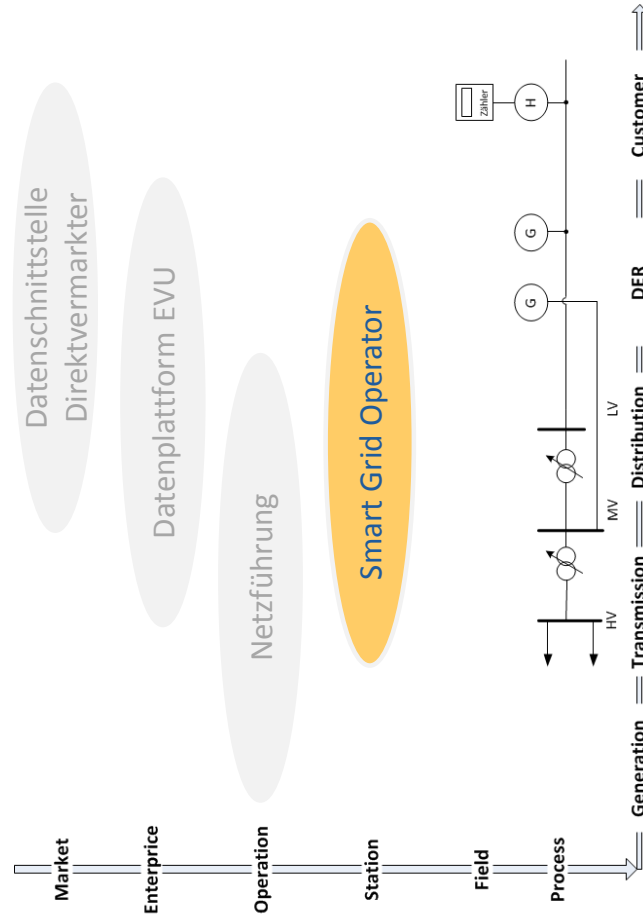 Market
Datenschnittstelle
Direktvermarkter
Enterprice
Datenplattform EVU
Operation
Netzführung
Station
Smart Grid Operator
Field
Zähler
Process
G
G
H
HV
MV
LV
Generation
Transmission
Distribution
DER
Customer